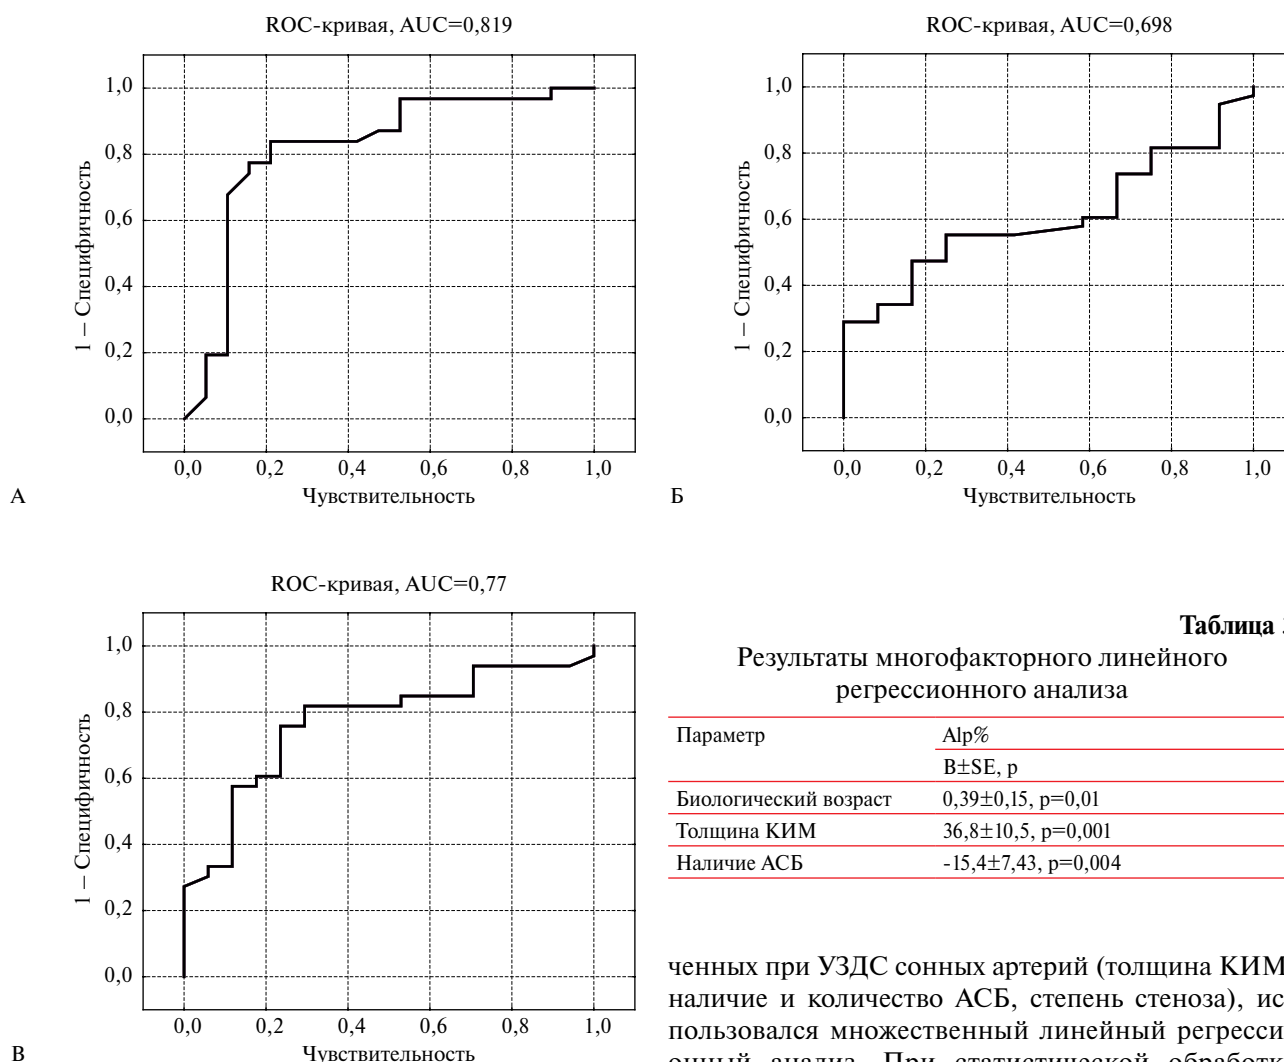 ROC-кривая, AUC=0,819
1,0
0,8
0,6
0,4
0,2
0,0
1 – Специфичность
0,0 0,2 0,4 0,6 0,8 1,0
Чувствительность
А
ROC-кривая, AUC=0,698
1,0
0,8
0,6
0,4
0,2
0,0
1 – Специфичность
0,0 0,2 0,4 0,6 0,8 1,0
Чувствительность
Б
ROC-кривая, AUC=0,77
1,0
0,8
0,6
0,4
0,2
0,0
1 – Специфичность
0,0 0,2 0,4 0,6 0,8 1,0
Чувствительность
В
Таблица
Результаты многофакторного линейного
регрессионного анализа
Параметр Alp%
B±SE, p
Биологический возраст 0,39±0,15, p=0,01
Толщина КИМ 36,8±10,5, p=0,001
Наличие АСБ -15,4±7,43, p=0,004
ченных при УЗДС сонных артерий (толщина КИМ
наличие и количество АСБ, степень стеноза), ис
пользовался множественный линейный регресси
онный анализ. При статистической обработк